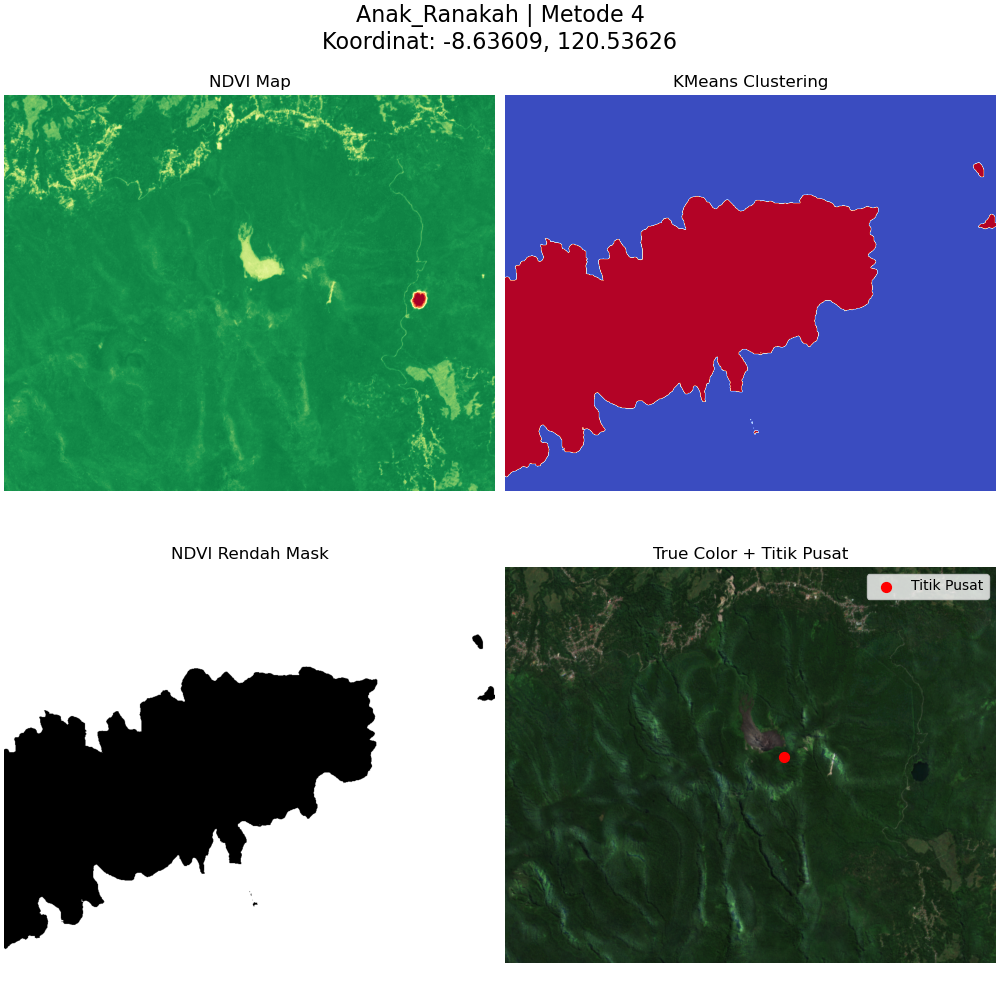 Anak_Ranakah | Metode 4
Koordinat: -8.63609, 120.53626
NDVI Map
KMeans Clustering
NDVI Rendah Mask
True Color + Titik Pusat
Titik Pusat